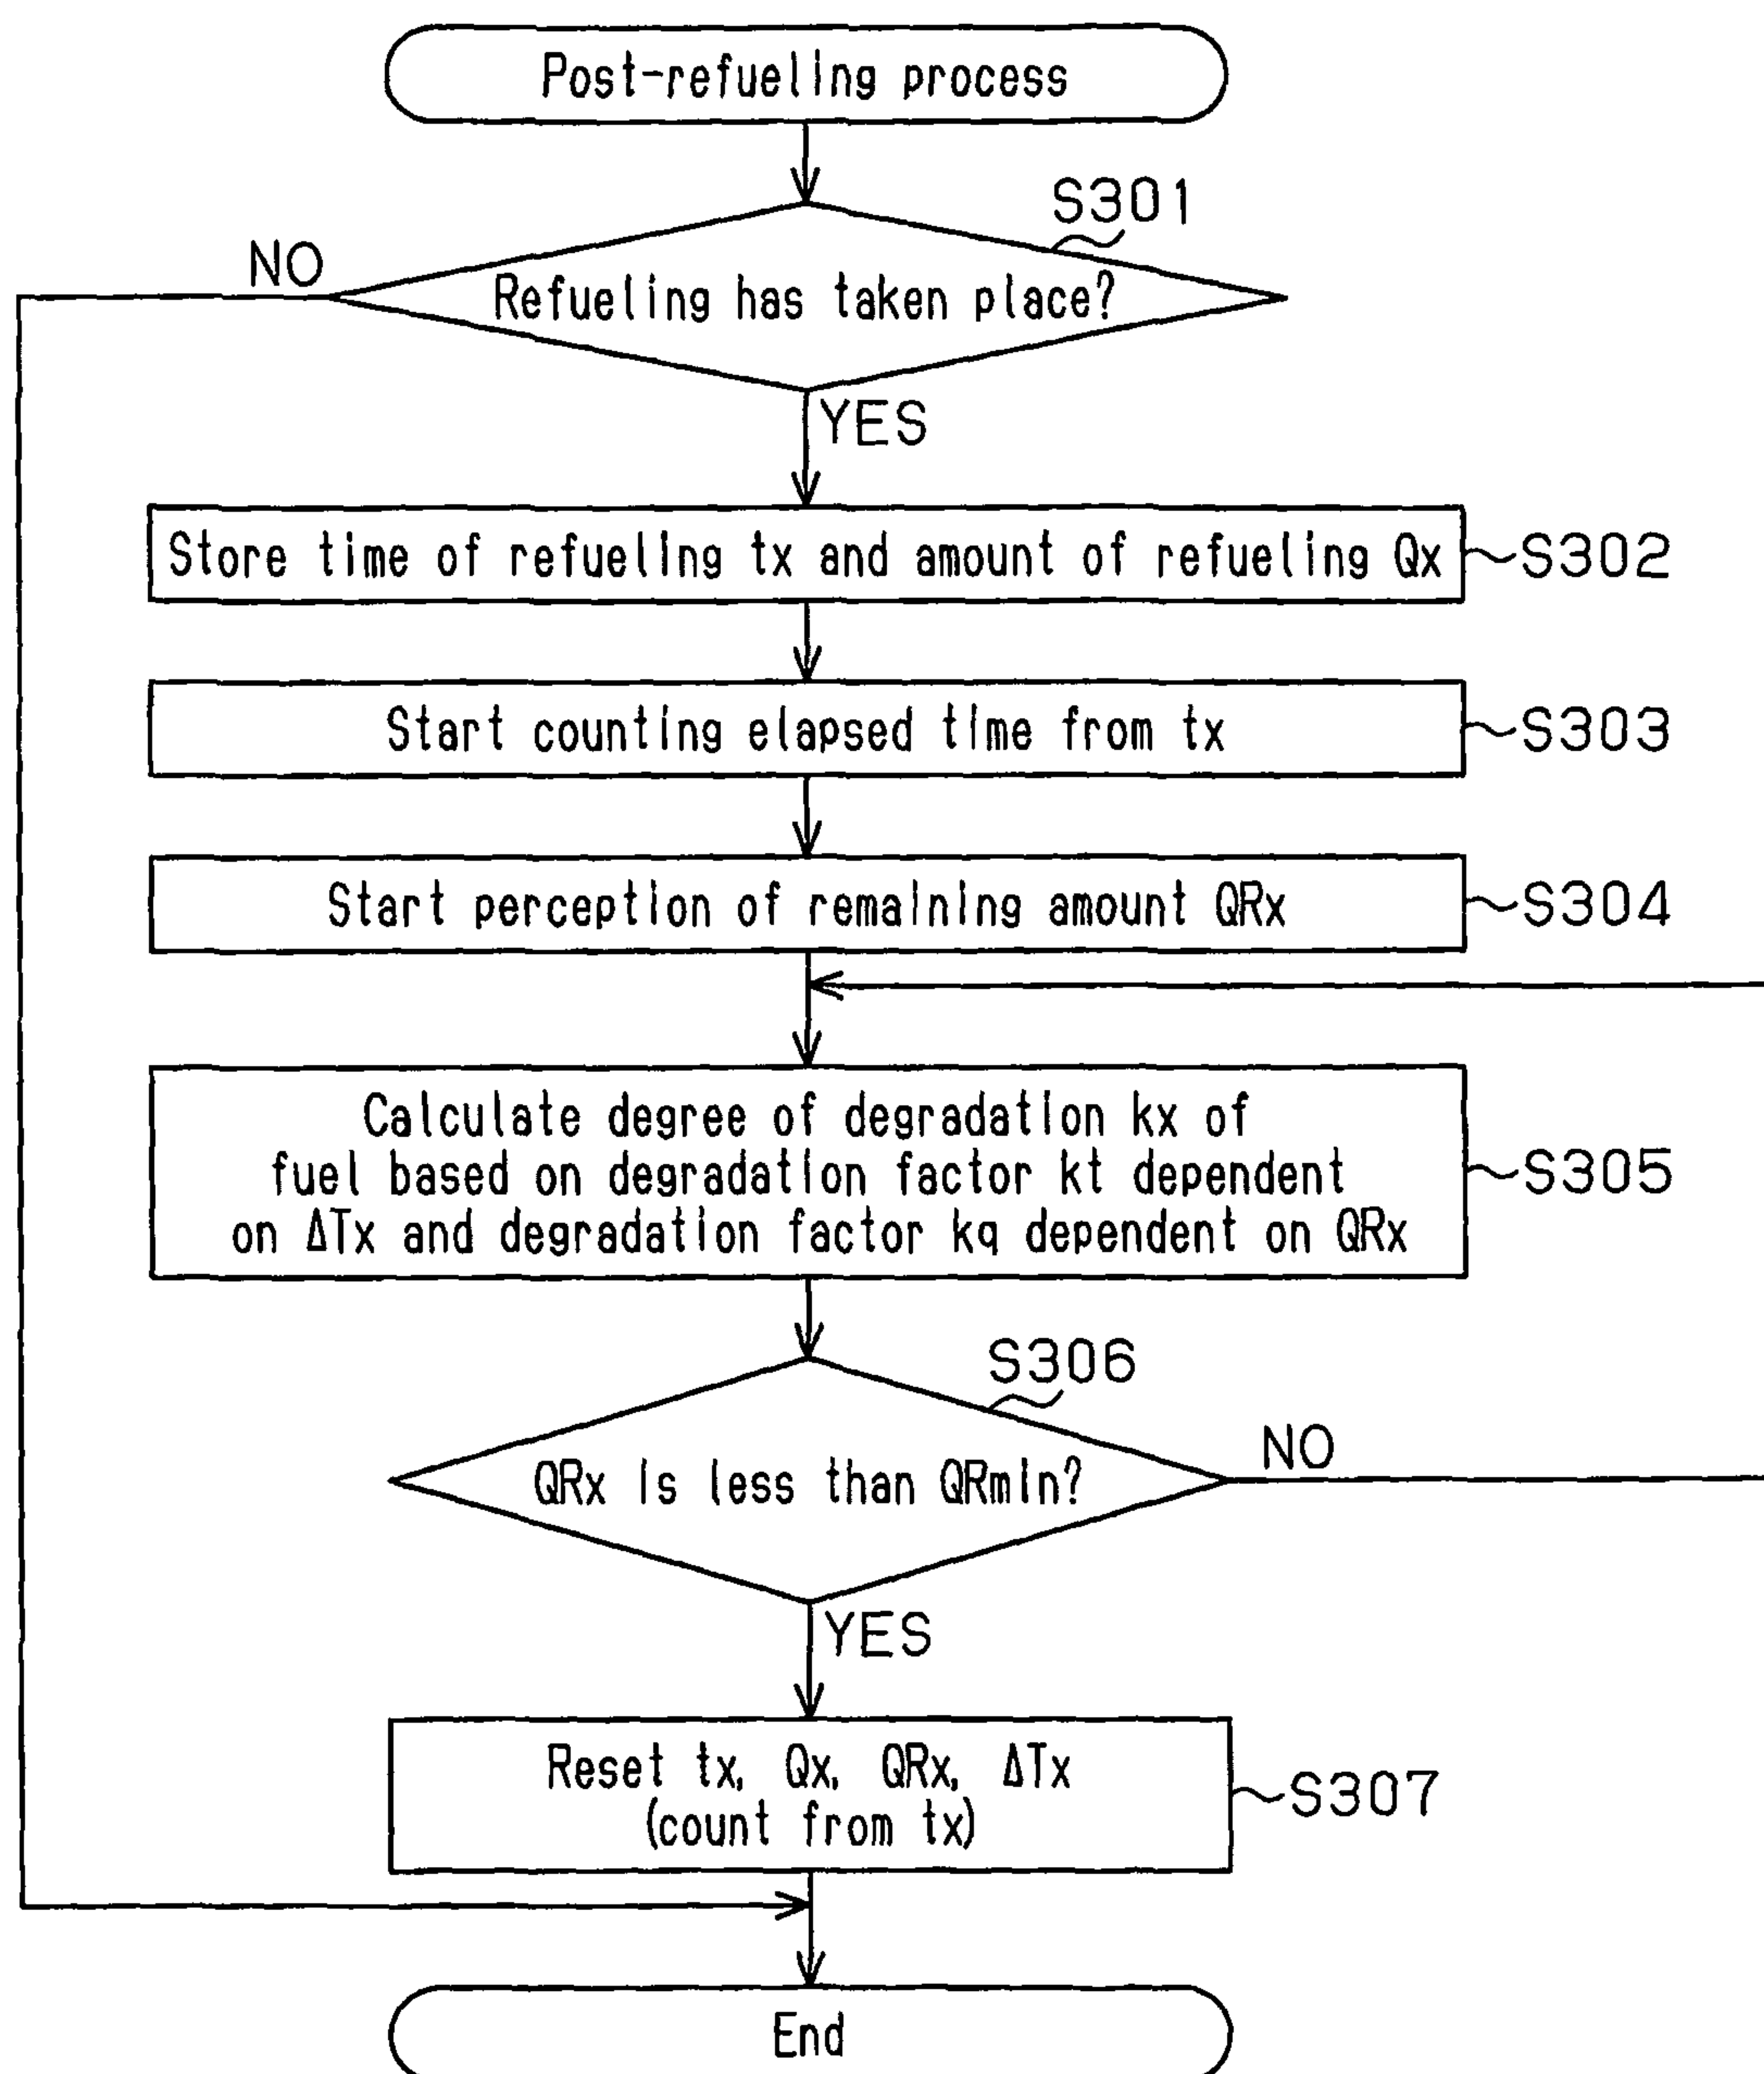 Post-refueling process
S301
NO
Refueling has taken place?
YES
Store time of refueling tx and amount of refueling Qx
S302
Start counting elapsed time from tx
S303
Start perception of remaining amount QRx
S304
Calculate degree of degradation kx of
fuel based on degradation factor kt dependent
on ΔTx and degradation factor kq dependent on QRx
S305
S306
NO
QRx is less than QRmin?
YES
Reset tx, Qx, QRx, ΔTx
(count from tx)
S307
End